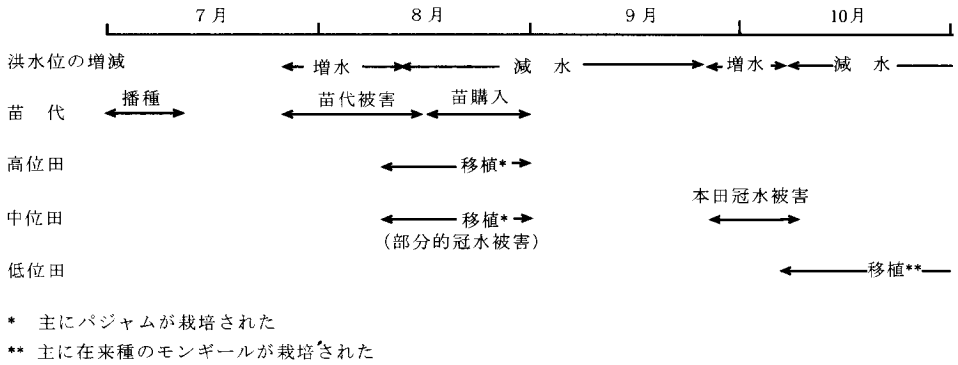 7月 8月 9月 10月
洪水位の増減 増水 減水 増水 減水
苗代 播種 苗代被害 苗購入
高位田 移植*
本田冠水被害
中位田 移植*
(部分的冠水被害)
低位田 移植**
* 主にパジャムが栽培された
** 主に在来種のモンギールが栽培された